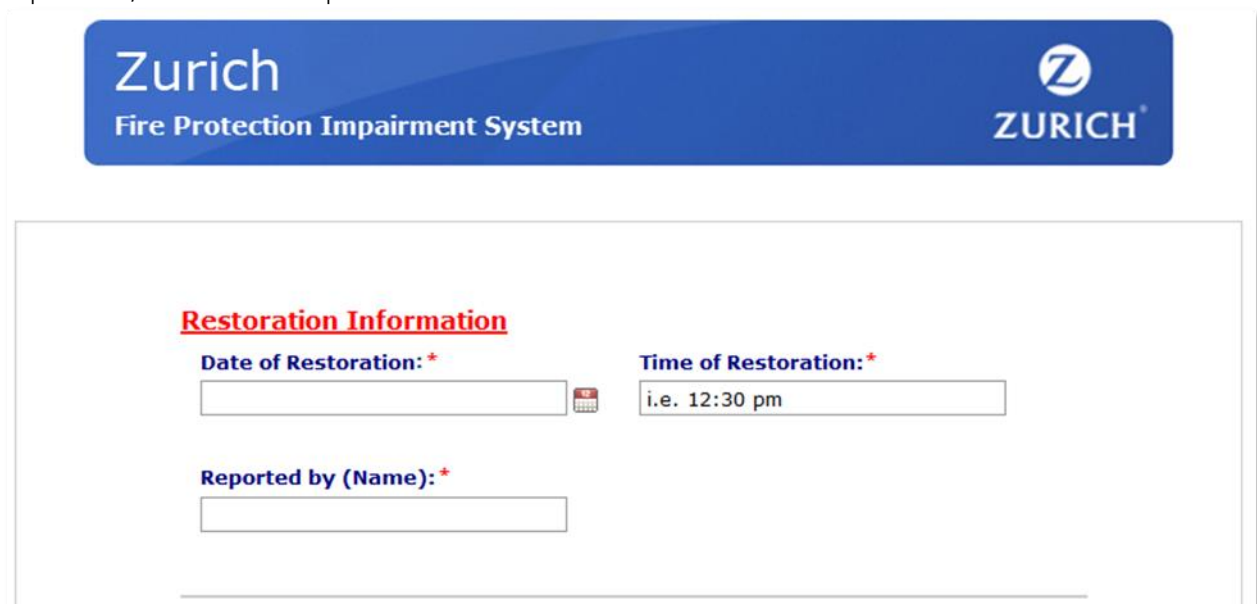 Zurich
Fire Protection Impairment System
Z
ZURICH®
Restoration Information
Date of Restoration:*
Time of Restoration:*
12
i.e. 12:30 pm
Reported by (Name):*